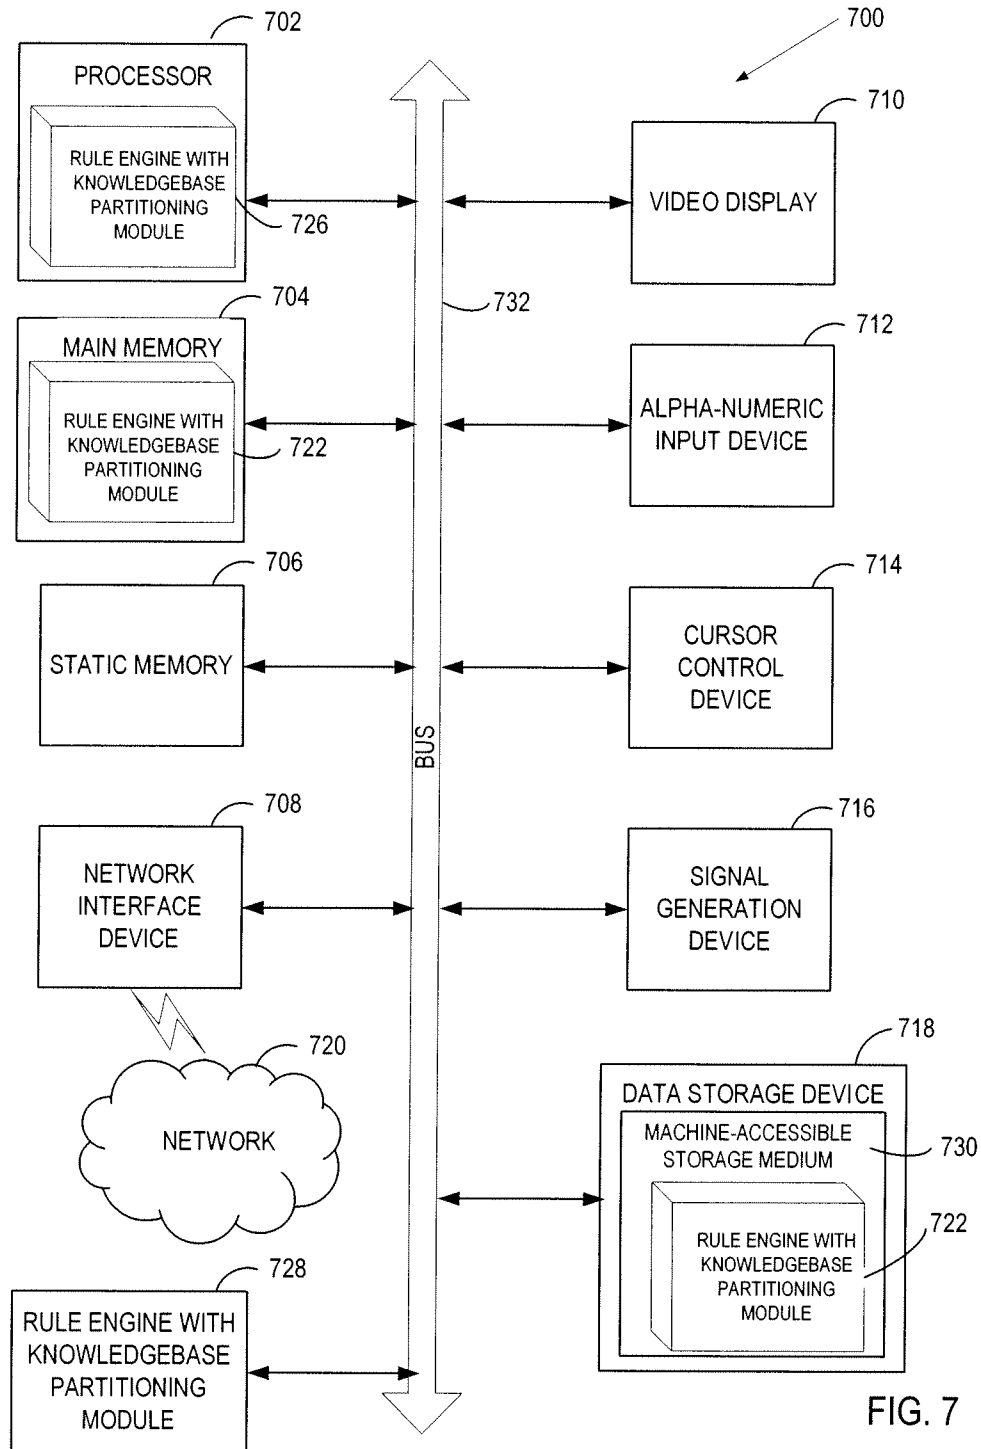 702
700
PROCESSOR
RULE ENGINE WITH
KNOWLEDGEBASE
PARTITIONING
MODULE
726
710
VIDEO DISPLAY
704
732
MAIN MEMORY
RULE ENGINE WITH
KNOWLEDGEBASE
PARTITIONING
MODULE
722
712
ALPHA-NUMERIC
INPUT DEVICE
706
STATIC MEMORY
714
CURSOR
CONTROL
DEVICE
BUS
708
NETWORK
INTERFACE
DEVICE
716
SIGNAL
GENERATION
DEVICE
720
NETWORK
718
DATA STORAGE DEVICE
MACHINE-ACCESSIBLE
STORAGE MEDIUM
730
RULE ENGINE WITH
KNOWLEDGEBASE
PARTITIONING
MODULE
722
728
RULE ENGINE WITH
KNOWLEDGEBASE
PARTITIONING
MODULE
FIG. 7